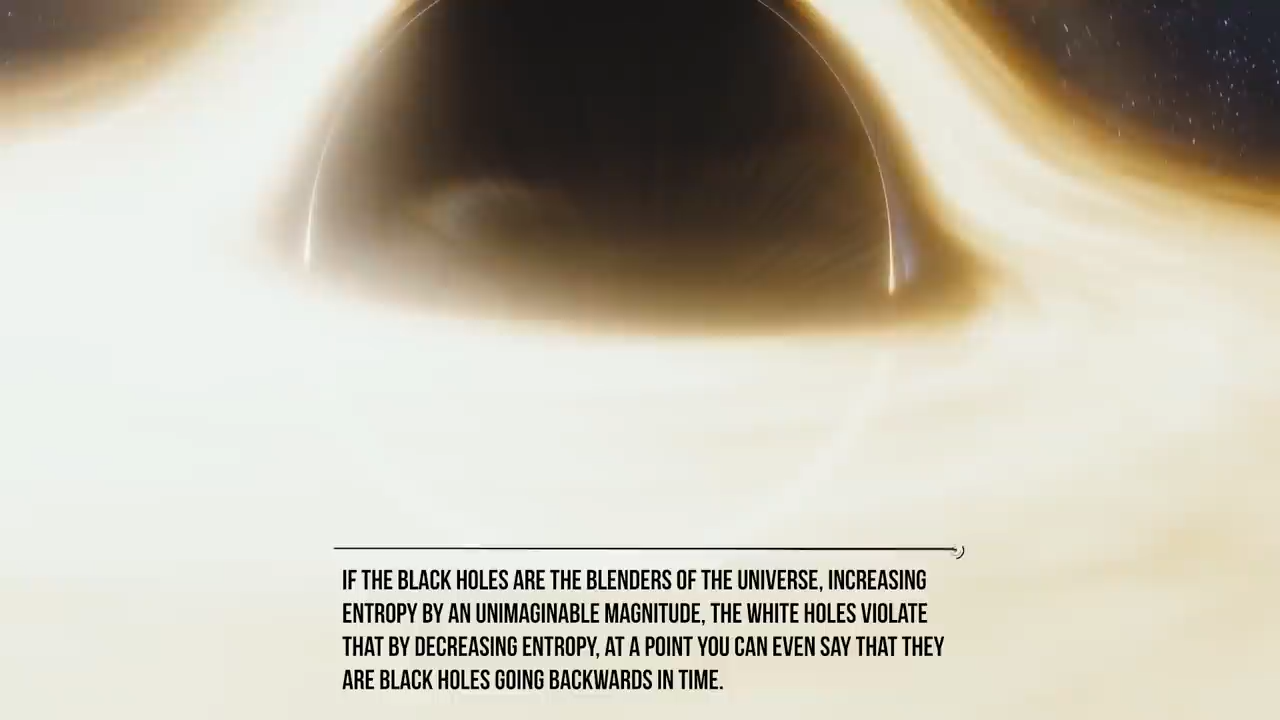 IF THE BLACK HOLES ARE THE BLENDERS OF THE UNIVERSE, INCREASING
ENTROPY BY AN UNIMAGINABLE MAGNITUDE, THE WHITE HOLES VIOLATE
THAT BY DECREASING ENTROPY, AT A POINT YOU CAN EVEN SAY THAT THEY
ARE BLACK HOLES GOING BACKWARDS IN TIME.